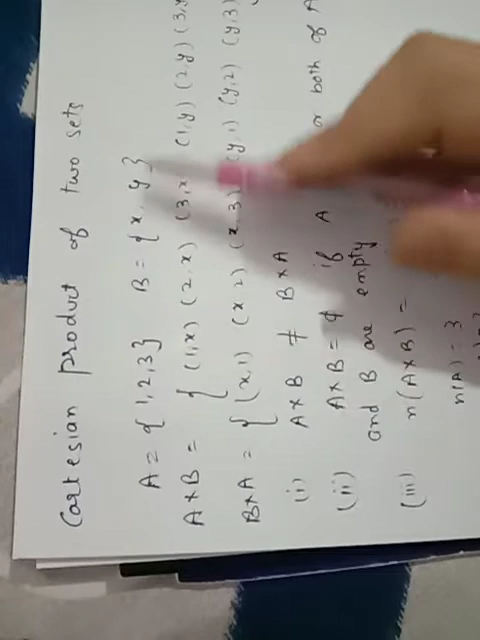 Cartesian product of two sets
A = { 1,2,3 } B = { x, y }
A×B = { (1,x) (2,x) (3,x (1,y) (2,y) (3,y
B×A = { (x,1) (x 2) (x,3) (y,1) (y,2) (y,3)
(i) A×B ≠ B×A
(ii) A×B = ϕ if A or both of A
and B are empty
(iii) n(A×B) =
n(A) = 3